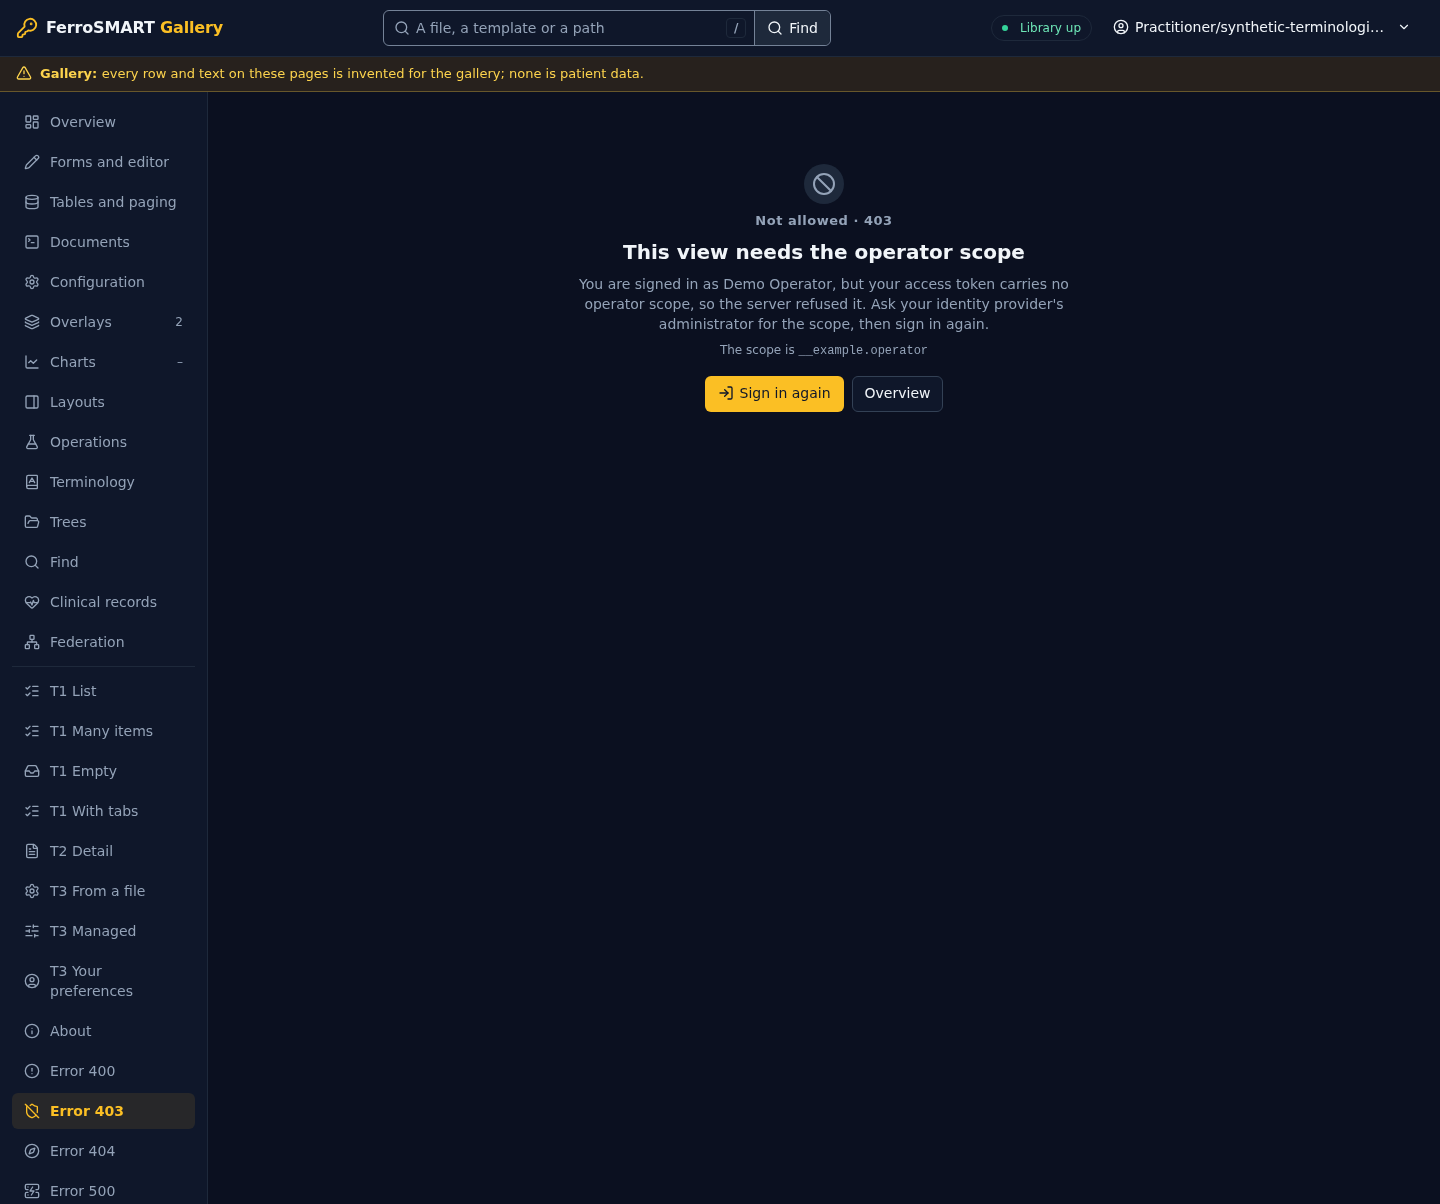 FerroSMART Gallery
A file, a template or a path
/
Find
Library up
Practitioner/synthetic-terminologi…
Gallery: every row and text on these pages is invented for the gallery; none is patient data.
Overview
Forms and editor
Tables and paging
Documents
Configuration
Overlays 2
Charts –
Layouts
Operations
Terminology
Trees
Find
Clinical records
Federation
T1 List
T1 Many items
T1 Empty
T1 With tabs
T2 Detail
T3 From a file
T3 Managed
T3 Your
preferences
About
Error 400
Error 403
Error 404
Error 500
Not allowed · 403
This view needs the operator scope
You are signed in as Demo Operator, but your access token carries no
operator scope, so the server refused it. Ask your identity provider's
administrator for the scope, then sign in again.
The scope is __example.operator
Sign in again
Overview